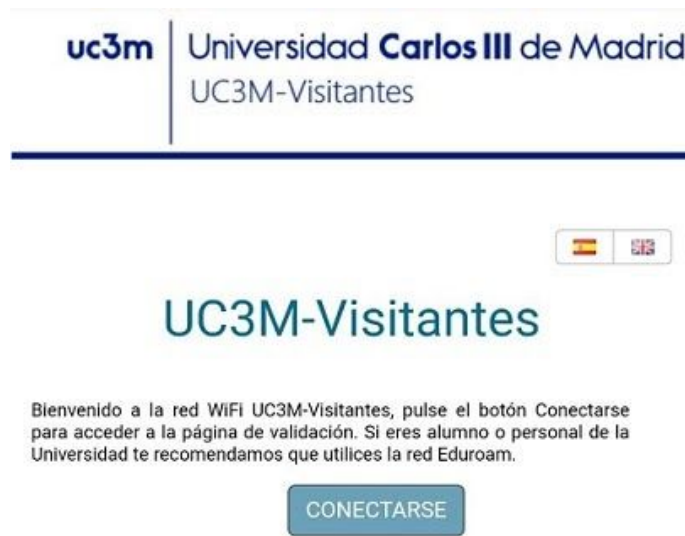 uc3m
Universidad Carlos III de Madrid
UC3M-Visitantes
UC3M-Visitantes
Bienvenido a la red WiFi UC3M-Visitantes, pulse el botón Conectarse
para acceder a la página de validación. Si eres alumno o personal de la
Universidad te recomendamos que utilices la red Eduroam.
CONECTARSE